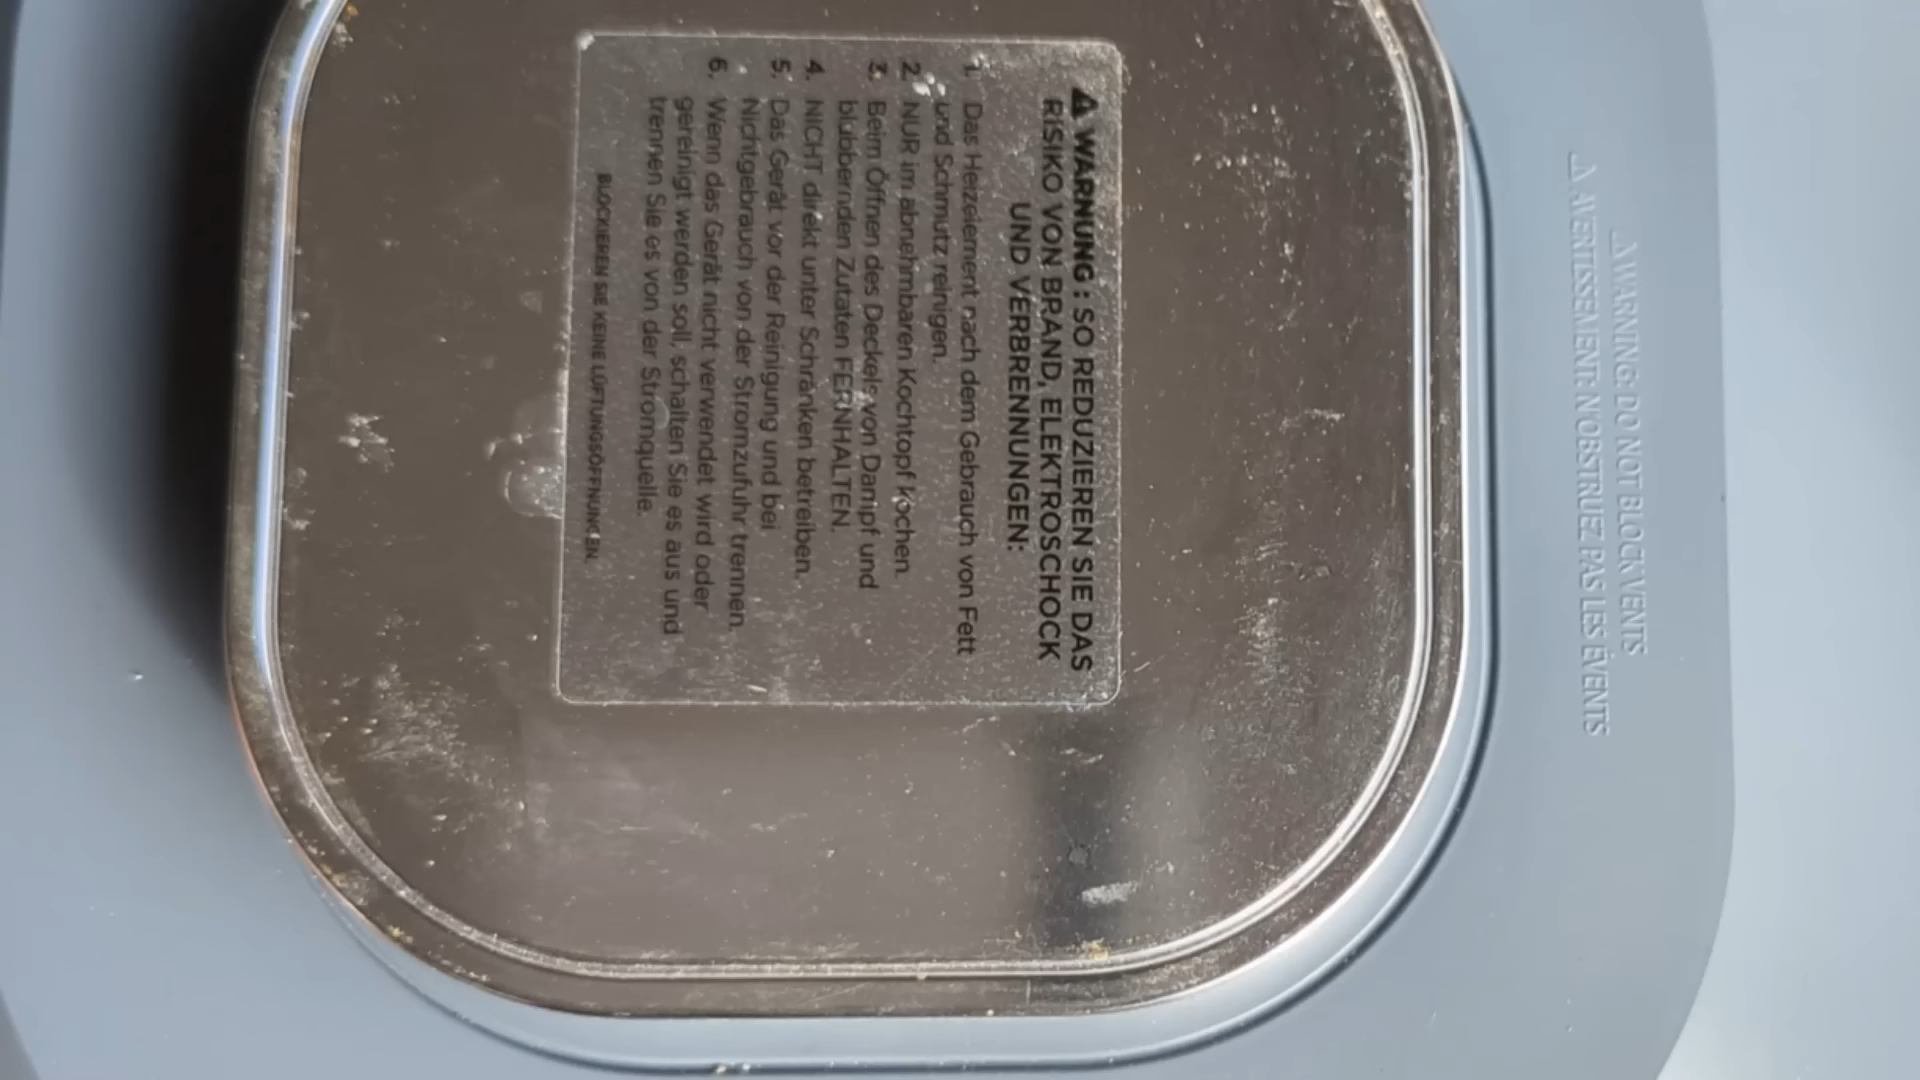 ⚠ WARNUNG : SO REDUZIEREN SIE DAS
RISIKO VON BRAND, ELEKTROSCHOCK
UND VERBRENNUNGEN:
1. Das Heizelement nach dem Gebrauch von Fett
und Schmutz reinigen.
2. NUR im abnehmbaren Kochtopf kochen.
3. Beim Öffnen des Deckels von Dampf und
blubbernden Zutaten FERNHALTEN.
4. NICHT direkt unter Schränken betreiben.
5. Das Gerät vor der Reinigung und bei
Nichtgebrauch von der Stromzufuhr trennen.
6. Wenn das Gerät nicht verwendet wird oder
gereinigt werden soll, schalten Sie es aus und
trennen Sie es von der Stromquelle.
BLOCKIEREN SIE KEINE LÜFTUNGSÖFFNUNGEN.
⚠ WARNING: DO NOT BLOCK VENTS
⚠ AVERTISSEMENT: N'OBSTRUEZ PAS LES ÉVENTS